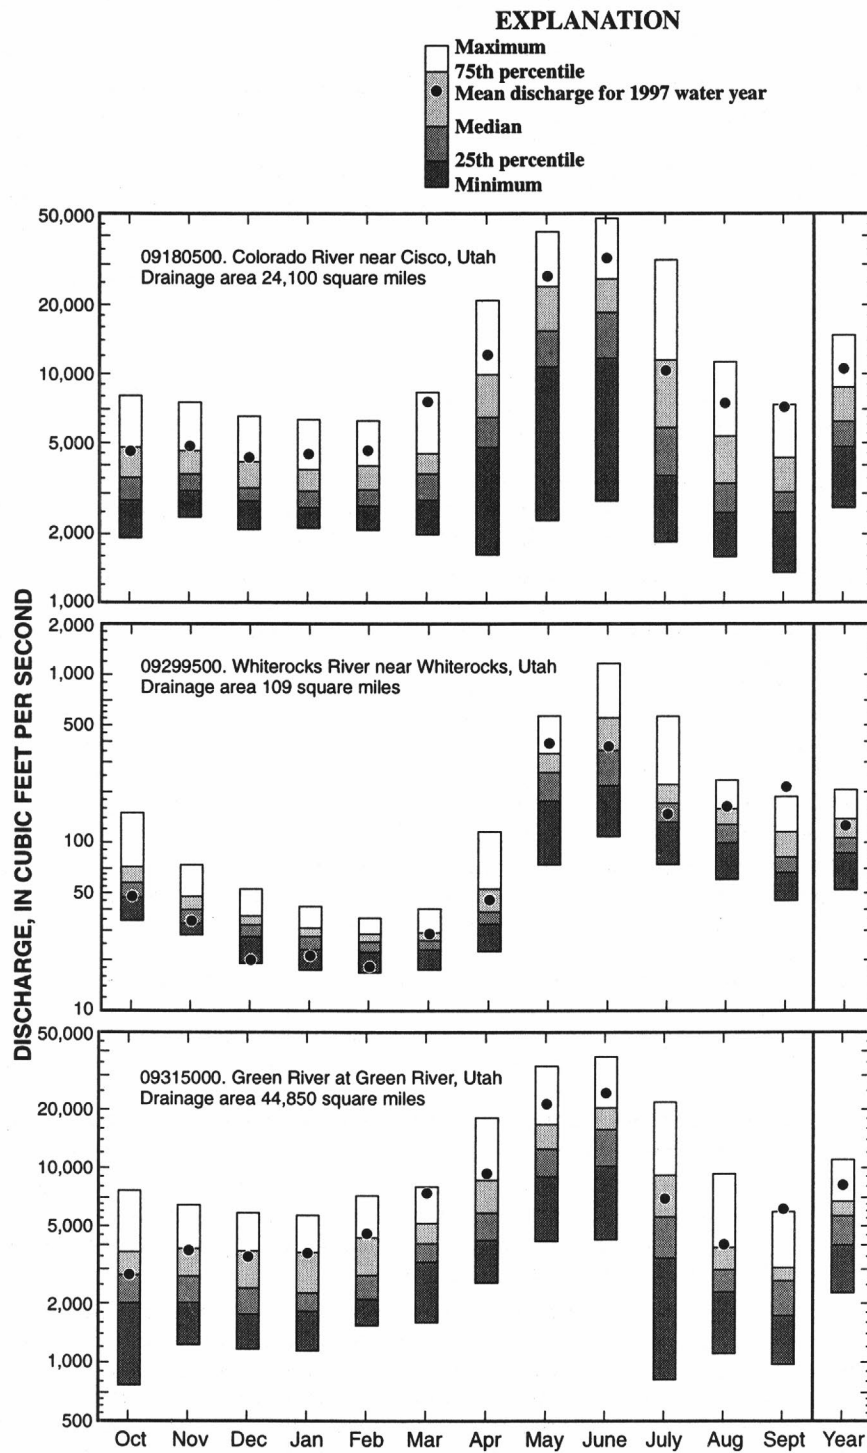 EXPLANATION
Maximum
75th percentile
Mean discharge for 1997 water year
Median
25th percentile
Minimum
DISCHARGE, IN CUBIC FEET PER SECOND
50,000
20,000
10,000
5,000
2,000
1,000
09180500. Colorado River near Cisco, Utah
Drainage area 24,100 square miles
2,000
1,000
500
100
50
10
09299500. Whiterocks River near Whiterocks, Utah
Drainage area 109 square miles
50,000
20,000
10,000
5,000
2,000
1,000
500
09315000. Green River at Green River, Utah
Drainage area 44,850 square miles
Oct Nov Dec Jan Feb Mar Apr May June July Aug Sept Year